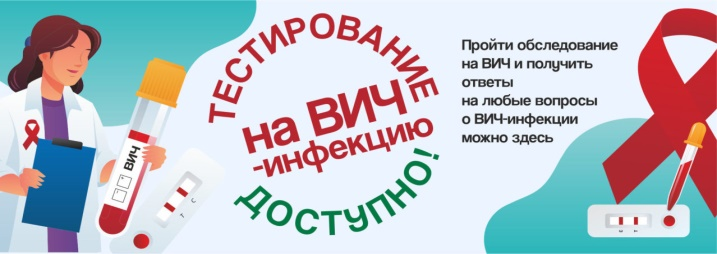 ТЕСТИРОВАНИЕ
на ВИЧ
-инфекцию
ДОСТУПНО!
Пройти обследование
на ВИЧ и получить
ответы
на любые вопросы
о ВИЧ-инфекции
можно здесь
ВИЧ